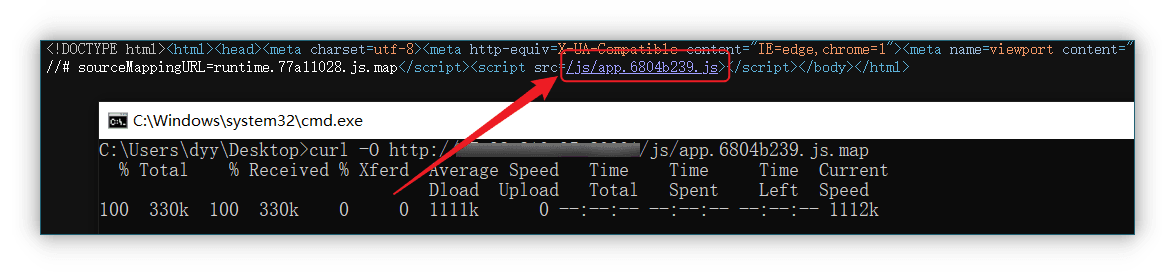 <!DOCTYPE html><html><head><meta charset=utf-8><meta http-equiv=X-UA-Compatible content="IE=edge,chrome=1"><meta name=viewport content="
//# sourceMappingURL=runtime.77a11028.js.map</script><script src=/js/app.6804b239.js></script></body></html>
C:\Windows\system32\cmd.exe
C:\Users\dyy\Desktop>curl -O http:/ /js/app.6804b239.js.map
% Total % Received % Xferd Average Speed Time Time Time Current
Dload Upload Total Spent Left Speed
100 330k 100 330k 0 0 1111k 0 --:--:-- --:--:-- --:--:-- 1112k